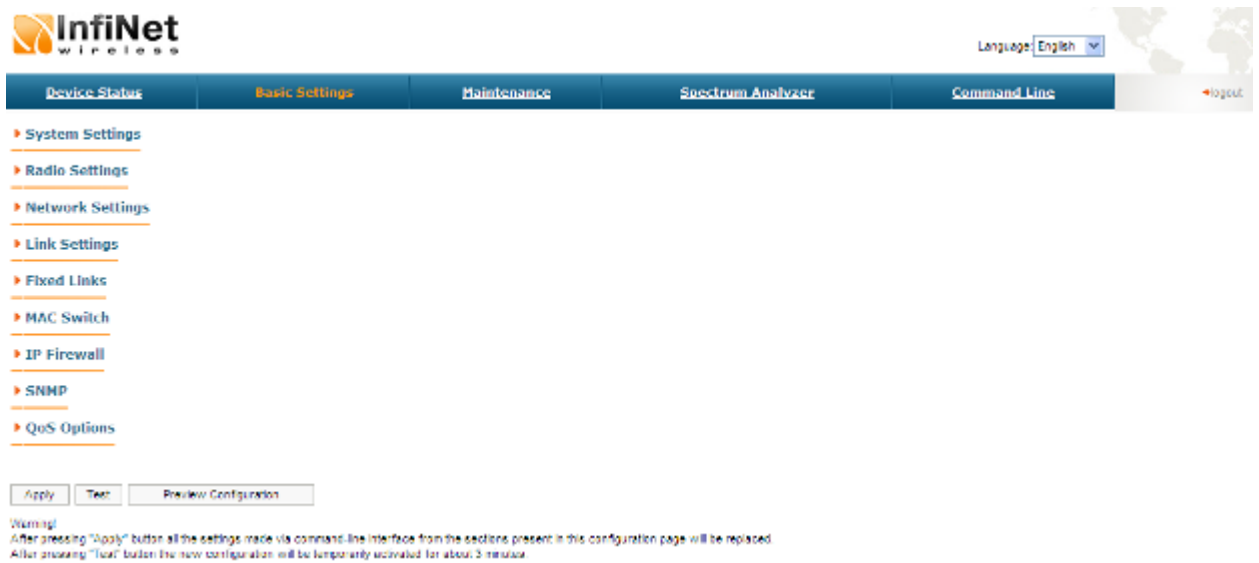 InfiNet
wireless
Language: English
Device Status Basic Settings Maintenance Spectrum Analyzer Command Line logout
System Settings
Radio Settings
Network Settings
Link Settings
Fixed Links
MAC Switch
IP Firewall
SNMP
QoS Options
Apply Test Preview Configuration
Warning!
After pressing "Apply" button all the settings made via command-line interface from the sections present in this configuration page will be replaced.
After pressing "Test" button the new configuration will be temporarily activated for about 3 minutes